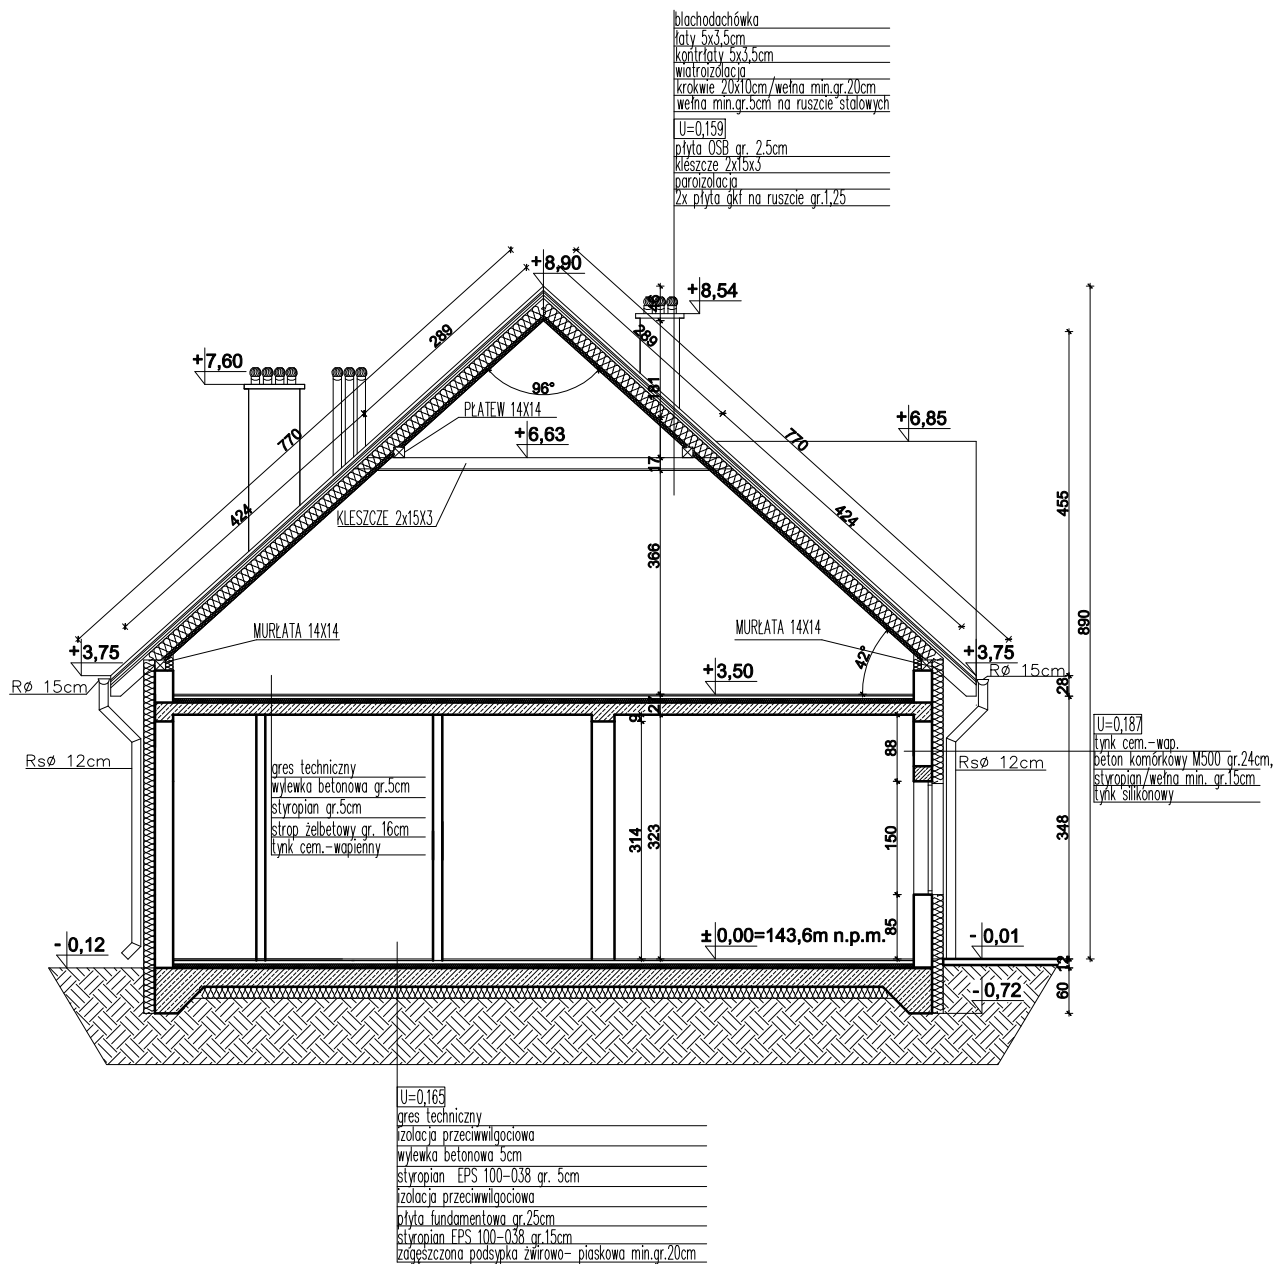 blachodachówka
łaty 5x3,5cm
kontrłaty 5x3,5cm
wiatroizolacja
krokwie 20x10cm/wełna min.gr.20cm
wełna min.gr.5cm na ruszcie stalowych
U=0,159
płyta OSB gr. 2.5cm
kleszcze 2x15x3
paroizolacja
2x płyta gkf na ruszcie gr.1,25
+8,90
+8,54
+7,60
289
289
181
96°
PŁATEW 14X14
+6,63
+6,85
770
770
17
KLESZCZE 2x15X3
424
424
455
366
890
MURŁATA 14X14
MURŁATA 14X14
42°
+3,75
+3,75
+3,50
RØ 15cm
RØ 15cm
28
27
9
U=0,187
tynk cem.-wap.
beton komórkowy M500 gr.24cm,
styropian/wełna min. gr.15cm
tynk silikonowy
RsØ 12cm
RsØ 12cm
88
gres techniczny
wylewka betonowa gr.5cm
styropian gr.5cm
strop żelbetowy gr. 16cm
tynk cem.-wapienny
314
323
150
348
85
± 0,00=143,6m n.p.m.
- 0,12
- 0,01
12
60
- 0,72
U=0,165
gres techniczny
izolacja przeciwwilgociowa
wylewka betonowa 5cm
styropian EPS 100-038 gr. 5cm
izolacja przeciwwilgociowa
płyta fundamentowa gr.25cm
styropian EPS 100-038 gr.15cm
zagęszczona podsypka żwirowo- piaskowa min.gr.20cm